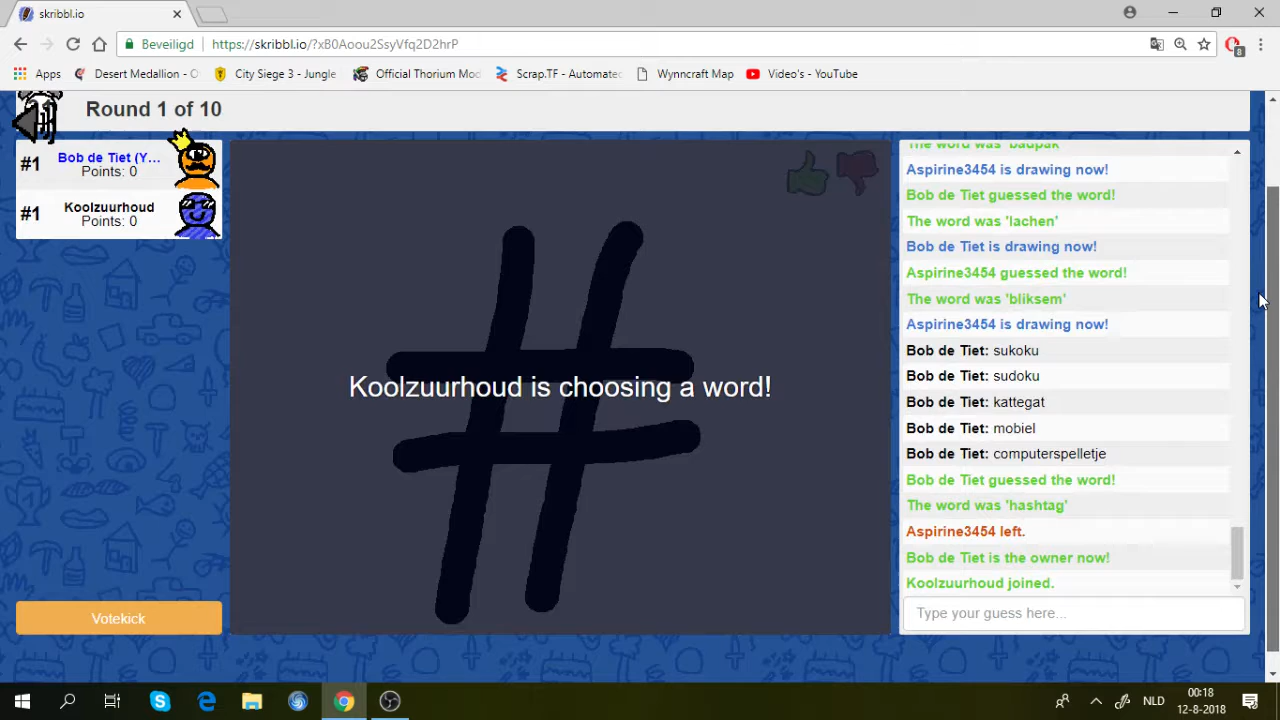 skribbl.io
Beveiligd
https://skribbl.io/?xB0Aoou2SsyVfq2D2hrP
8
Apps
Desert Medallion - O
City Siege 3 - Jungle
Official Thorium Mod
Scrap.TF - Automate
Wynncraft Map
Video's - YouTube
Round 1 of 10
#1
Bob de Tiet (Y...
Points: 0
#1
Koolzuurhoud
Points: 0
Votekick
#
Koolzuurhoud is choosing a word!
The word was 'badpak'
Aspirine3454 is drawing now!
Bob de Tiet guessed the word!
The word was 'lachen'
Bob de Tiet is drawing now!
Aspirine3454 guessed the word!
The word was 'bliksem'
Aspirine3454 is drawing now!
Bob de Tiet: sukoku
Bob de Tiet: sudoku
Bob de Tiet: kattegat
Bob de Tiet: mobiel
Bob de Tiet: computerspelletje
Bob de Tiet guessed the word!
The word was 'hashtag'
Aspirine3454 left.
Bob de Tiet is the owner now!
Koolzuurhoud joined.
Type your guess here...
NLD
00:18
12-8-2018